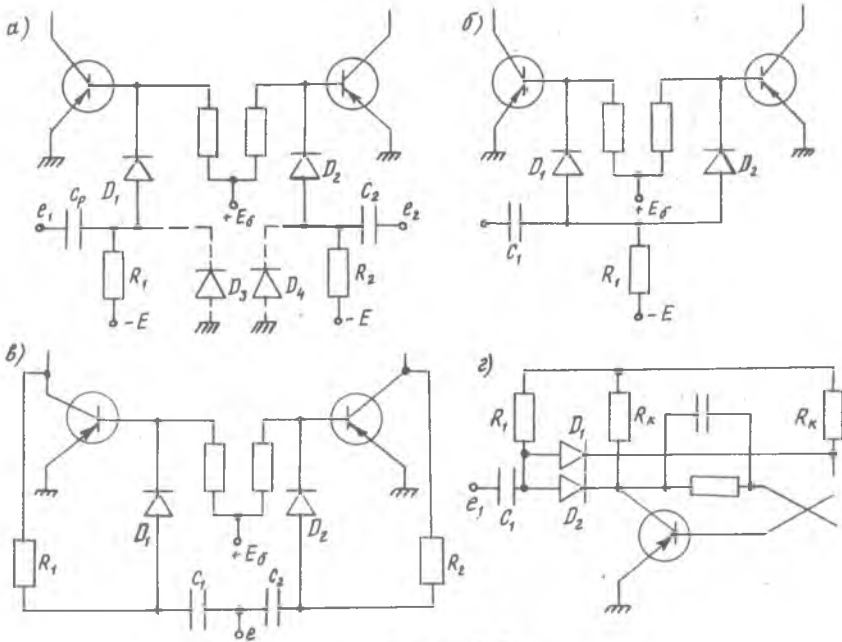 а)
б)
D₁
D₂
D₁
D₂
Cр
C₂
e₁
e₂
+Eб
+Eб
C₁
R₁
D₃
D₄
R₂
R₁
-E
-E
-E
в)
г)
R₁
D₁
Rк
Rк
D₁
D₂
e₁
C₁
D₂
+Eб
R₁
C₁
C₂
R₂
e